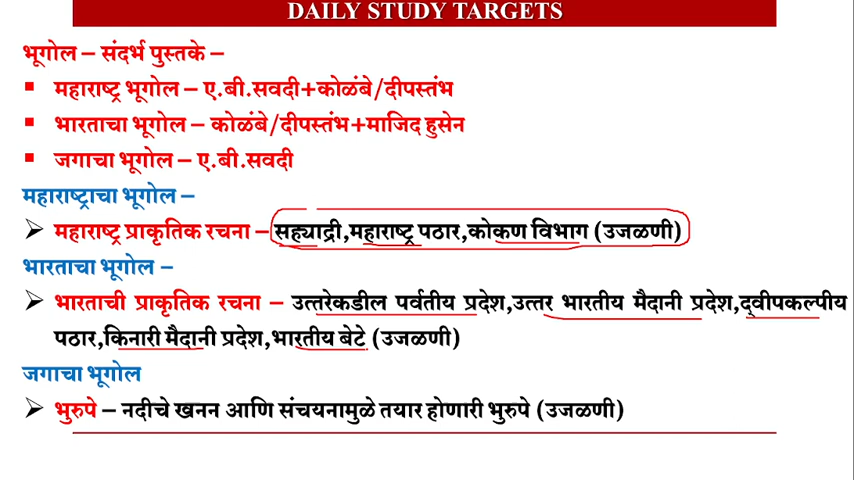 DAILY STUDY TARGETS
भूगोल – संदर्भ पुस्तके –
▪ महाराष्ट्र भूगोल – ए.बी.सवदी+कोळंबे/दीपस्तंभ
▪ भारताचा भूगोल – कोळंबे/दीपस्तंभ+माजिद हुसेन
▪ जगाचा भूगोल – ए.बी.सवदी
महाराष्ट्राचा भूगोल –
➢ महाराष्ट्र प्राकृतिक रचना – सह्याद्री,महाराष्ट्र पठार,कोकण विभाग (उजळणी)
भारताचा भूगोल –
➢ भारताची प्राकृतिक रचना – उत्तरेकडील पर्वतीय प्रदेश,उत्तर भारतीय मैदानी प्रदेश,द्वीपकल्पीय
पठार,किनारी मैदानी प्रदेश,भारतीय बेटे (उजळणी)
जगाचा भूगोल
➢ भुरुपे – नदीचे खनन आणि संचयनामुळे तयार होणारी भुरुपे (उजळणी)